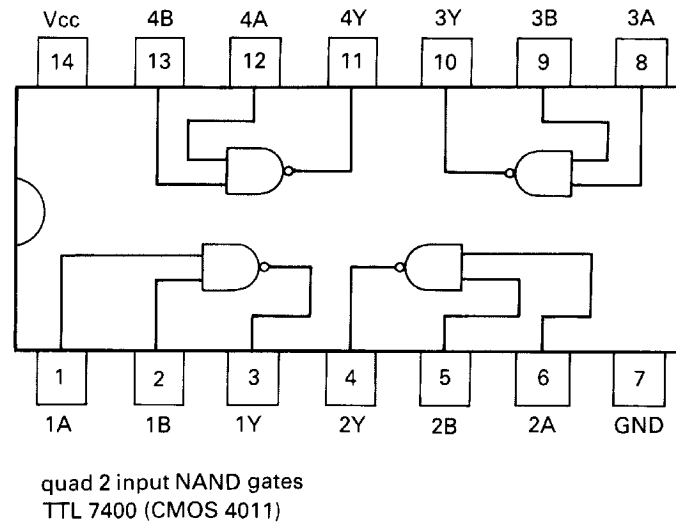 Vcc 4B 4A 4Y 3Y 3B 3A
14 13 12 11 10 9 8
1 2 3 4 5 6 7
1A 1B 1Y 2Y 2B 2A GND
quad 2 input NAND gates
TTL 7400 (CMOS 4011)